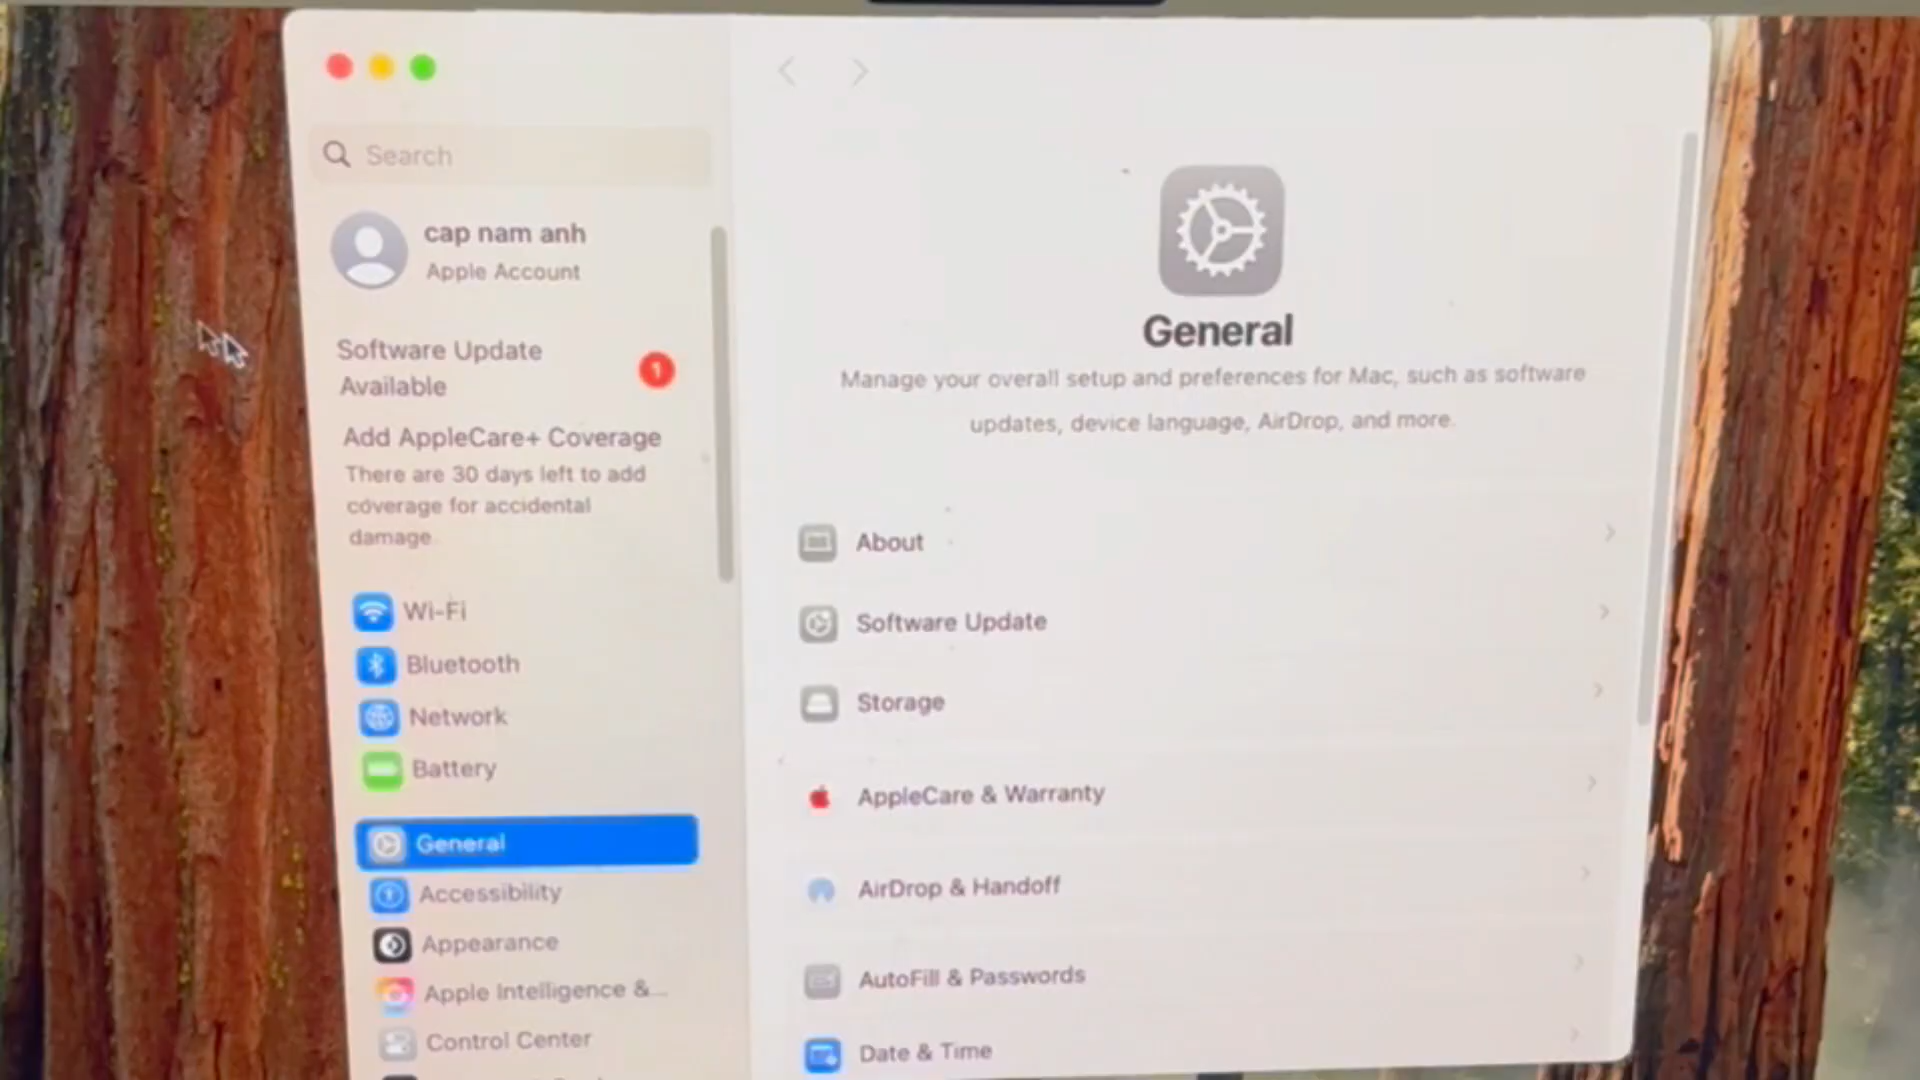 Search
cap nam anh
Apple Account
Software Update
Available
1
Add AppleCare+ Coverage
There are 30 days left to add
coverage for accidental
damage.
Wi-Fi
Bluetooth
Network
Battery
General
Accessibility
Appearance
Apple Intelligence &...
Control Center
General
Manage your overall setup and preferences for Mac, such as software
updates, device language, AirDrop, and more.
About
Software Update
Storage
AppleCare & Warranty
AirDrop & Handoff
AutoFill & Passwords
Date & Time